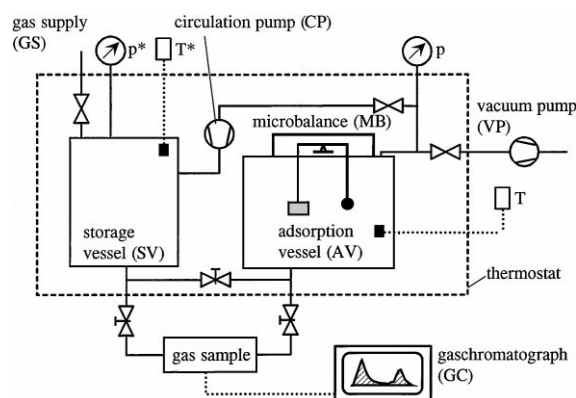 gas supply
(GS)
p*
T*
circulation pump (CP)
p
microbalance (MB)
vacuum pump
(VP)
T
storage
vessel (SV)
adsorption
vessel (AV)
thermostat
gas sample
gaschromatograph
(GC)